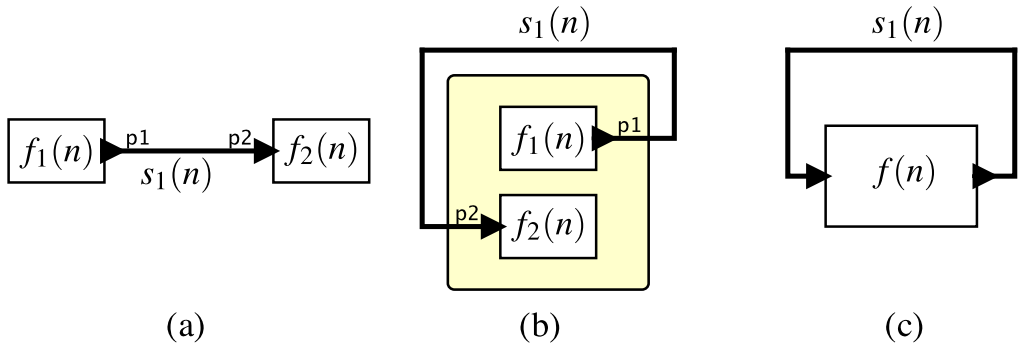 f₁(n)
p1
p2
f₂(n)
s₁(n)
(a)
s₁(n)
f₁(n)
p1
p2
f₂(n)
(b)
s₁(n)
f(n)
(c)